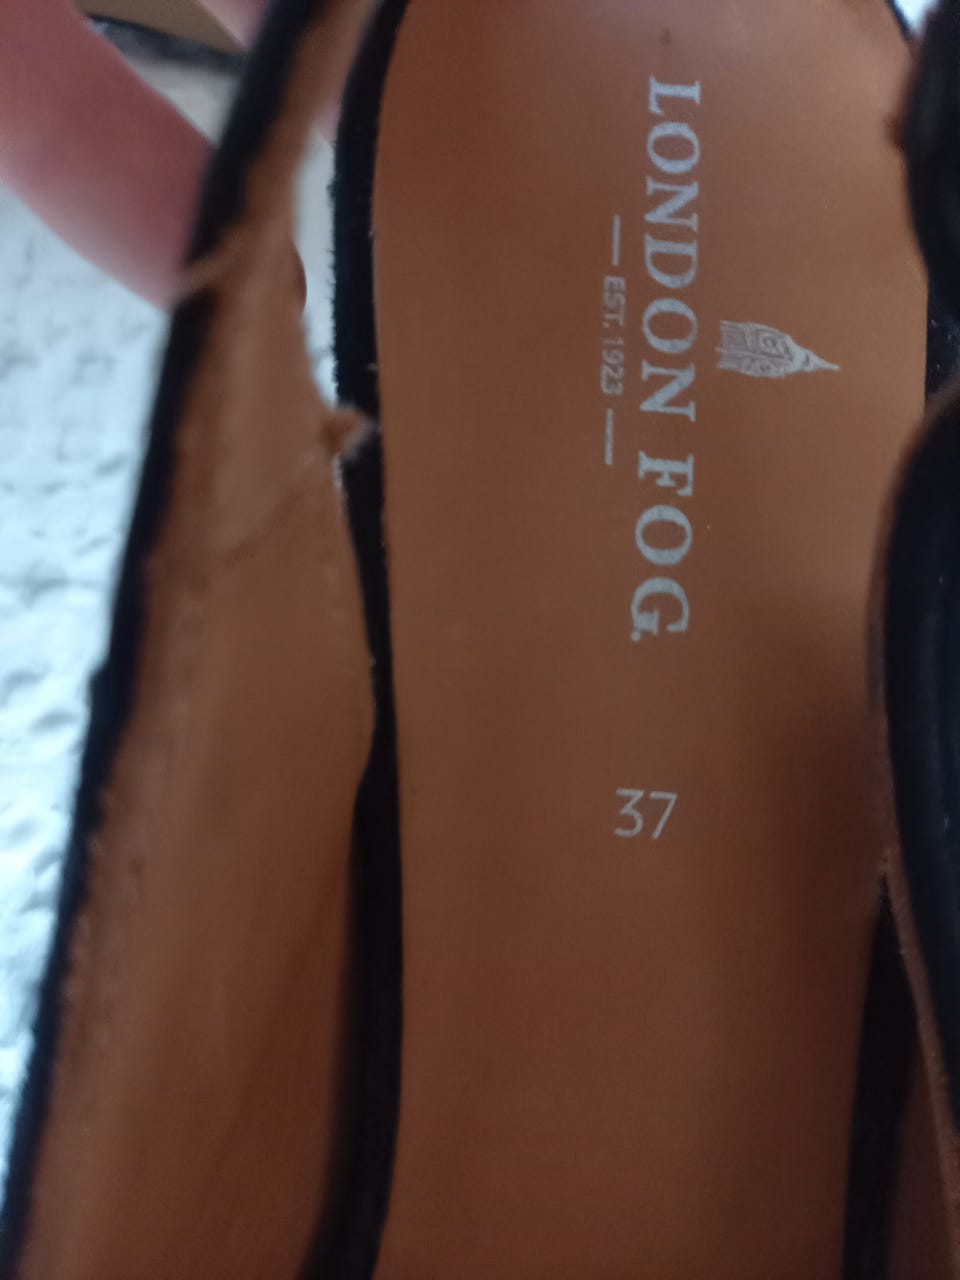 LONDON FOG.
EST. 1923
37